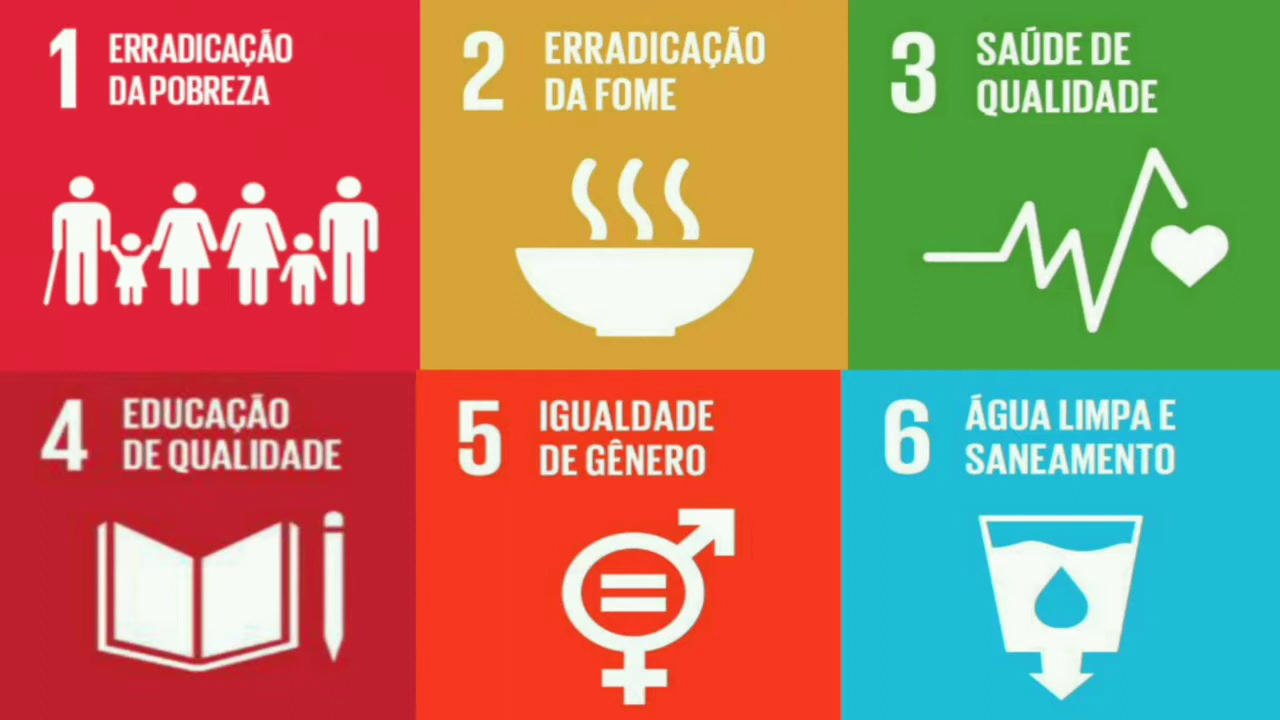 1 ERRADICAÇÃO
DA POBREZA
2 ERRADICAÇÃO
DA FOME
3 SAÚDE DE
QUALIDADE
4 EDUCAÇÃO
DE QUALIDADE
5 IGUALDADE
DE GÊNERO
6 ÁGUA LIMPA E
SANEAMENTO